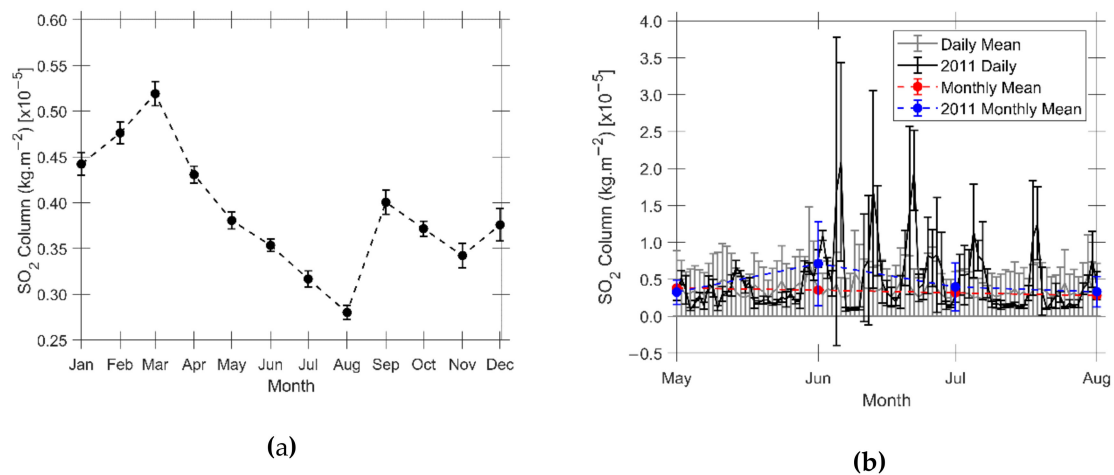 0.60
0.55
0.50
0.45
0.40
0.35
0.30
0.25
SO2 Column (kg.m−2) [x10−5]
Jan Feb Mar Apr May Jun Jul Aug Sep Oct Nov Dec
Month
(a)
4.0
3.5
3.0
2.5
2.0
1.5
1.0
0.5
0.0
−0.5
SO2 Column (kg.m−2) [x10−5]
Daily Mean
2011 Daily
Monthly Mean
2011 Monthly Mean
May Jun Jul Aug
Month
(b)